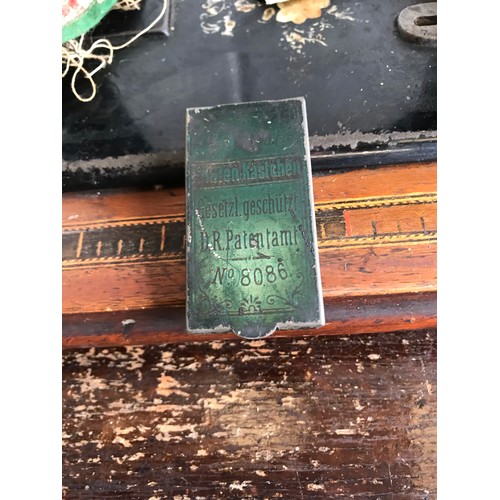 Gesetzl. geschützt
D.R. Patentamt
No 8086